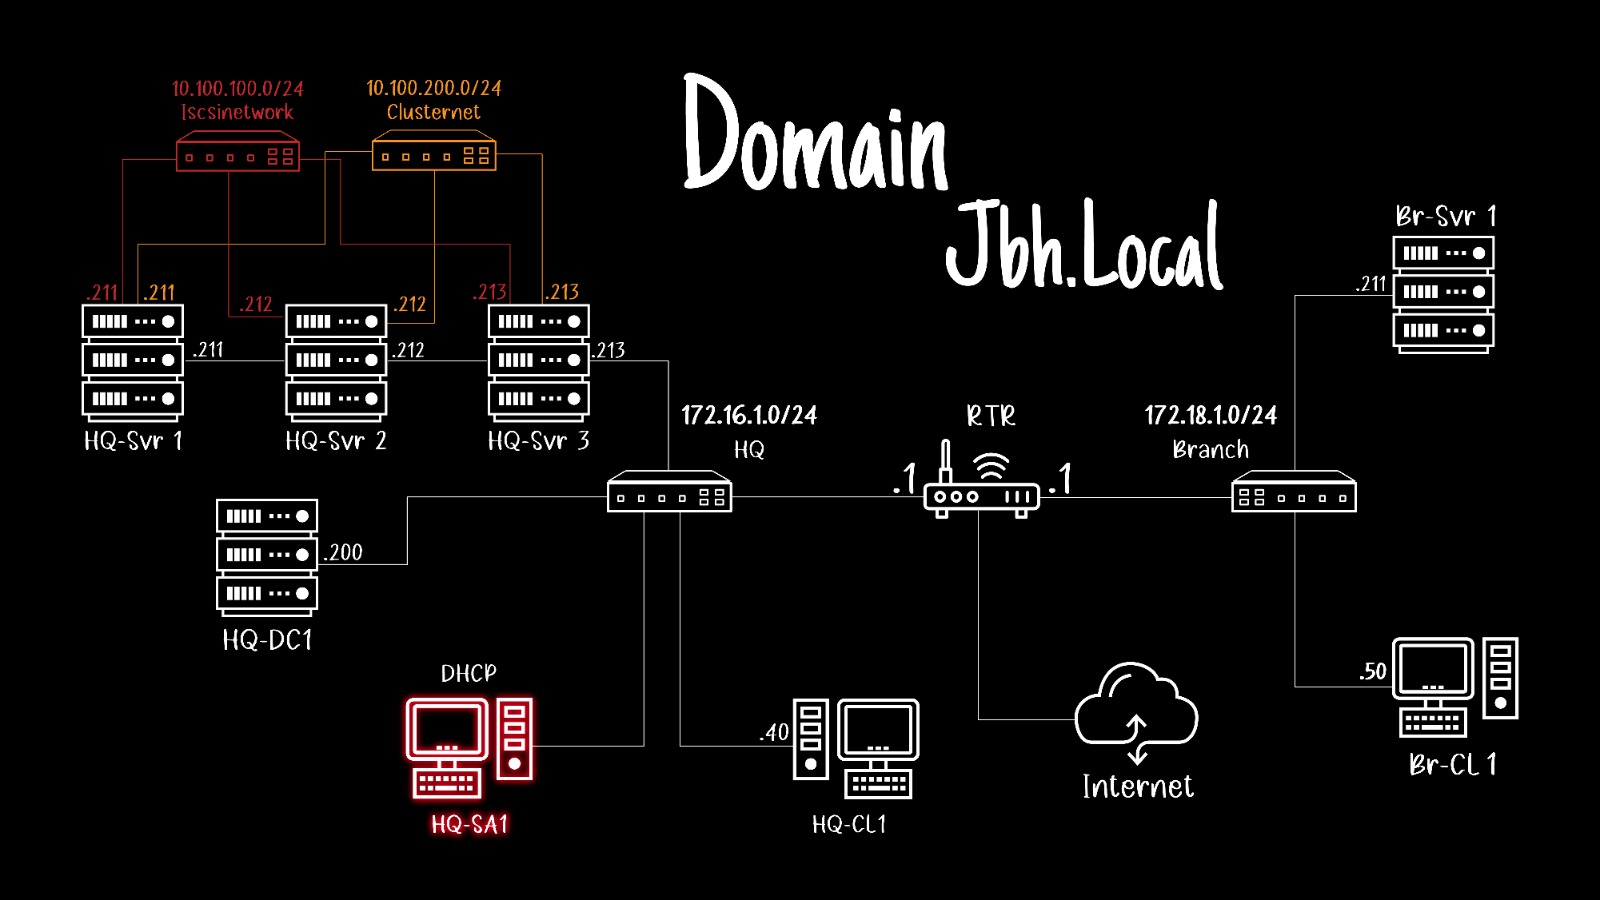 10.100.100.0/24
Iscsinetwork
10.100.200.0/24
Clusternet
Domain
Jbh.Local
Br-Svr 1
.211
.211
.211
.212
.212
.213
.213
.211
.212
.213
HQ-Svr 1
HQ-Svr 2
HQ-Svr 3
172.16.1.0/24
HQ
RTR
172.18.1.0/24
Branch
.1
.1
.200
HQ-DC1
DHCP
HQ-SA1
.40
HQ-CL1
Internet
.50
Br-CL 1